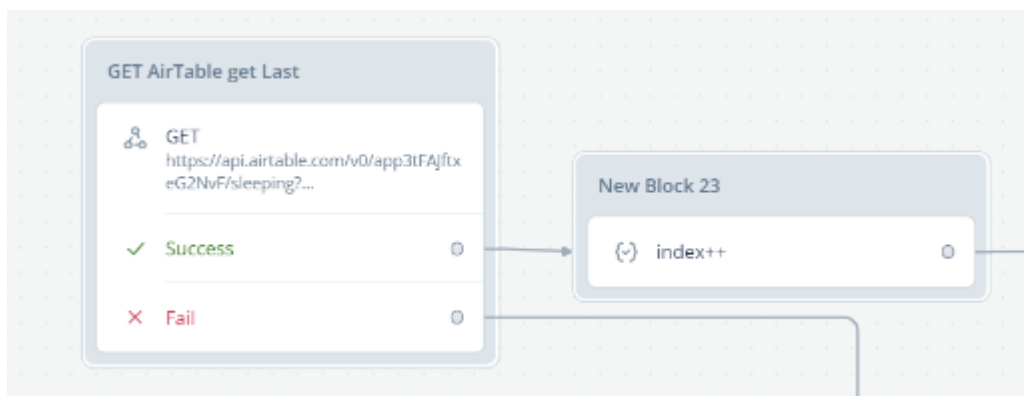 GET AirTable get Last
GET
https://api.airtable.com/v0/app3tFAJftx
eG2NvF/sleeping?...
Success
Fail
New Block 23
index++